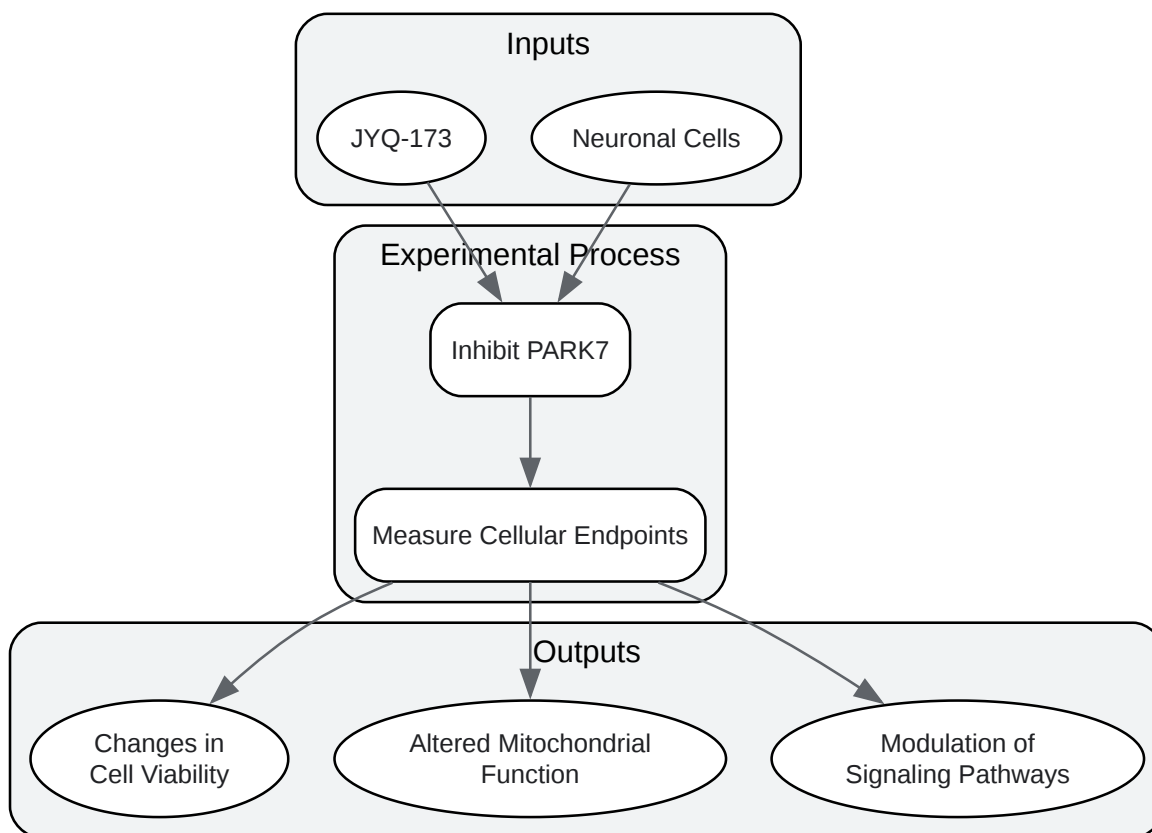 Inputs
JYQ-173
Neuronal Cells
Experimental Process
Inhibit PARK7
Measure Cellular Endpoints
Outputs
Changes in
Cell Viability
Altered Mitochondrial
Function
Modulation of
Signaling Pathways